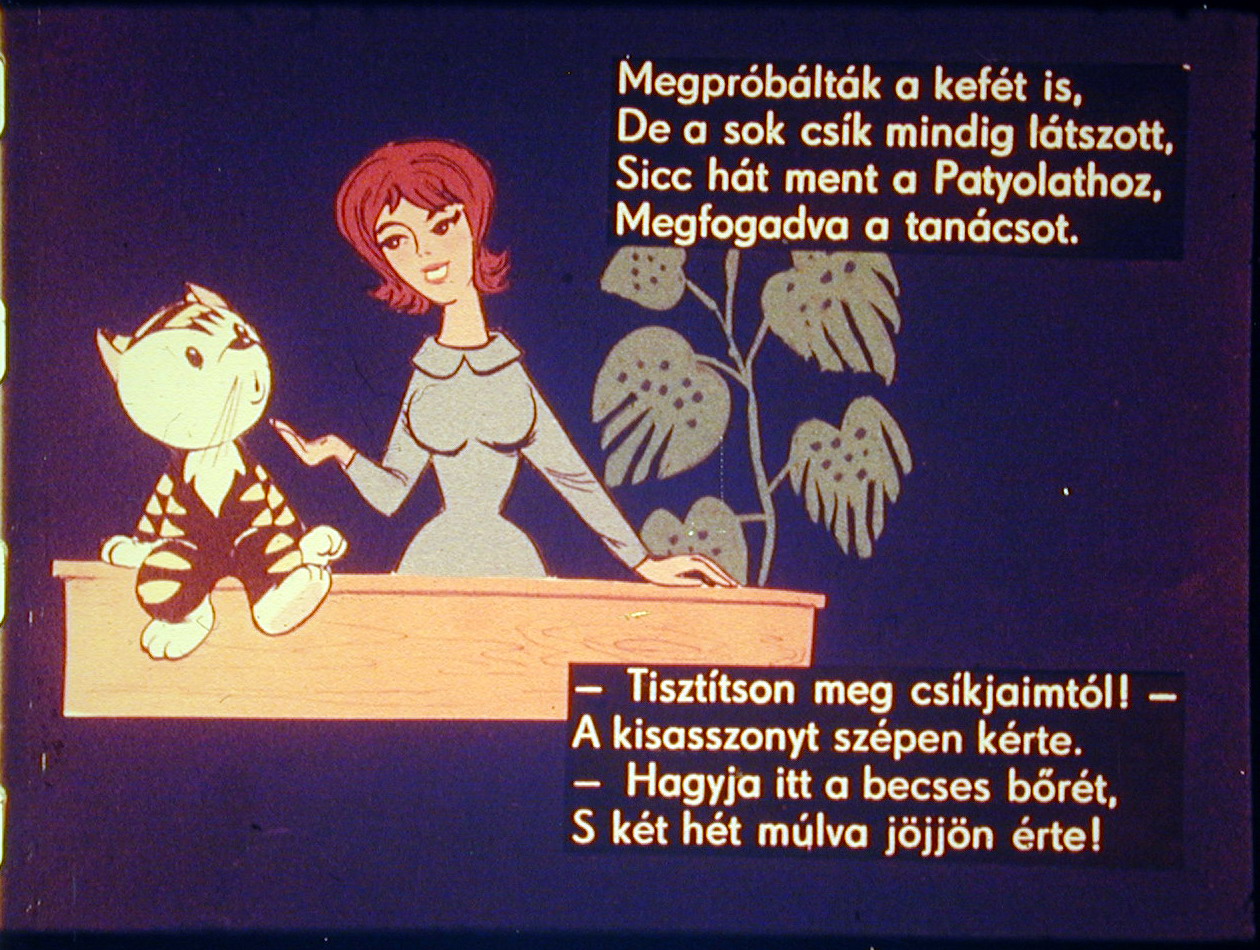 Megpróbálták a kefét is,
De a sok csík mindig látszott,
Sicc hát ment a Patyolathoz,
Megfogadva a tanácsot.
– Tisztítson meg csíkjaimtól! –
A kisasszonyt szépen kérte.
– Hagyja itt a becses bőrét,
S két hét múlva jöjjön érte!